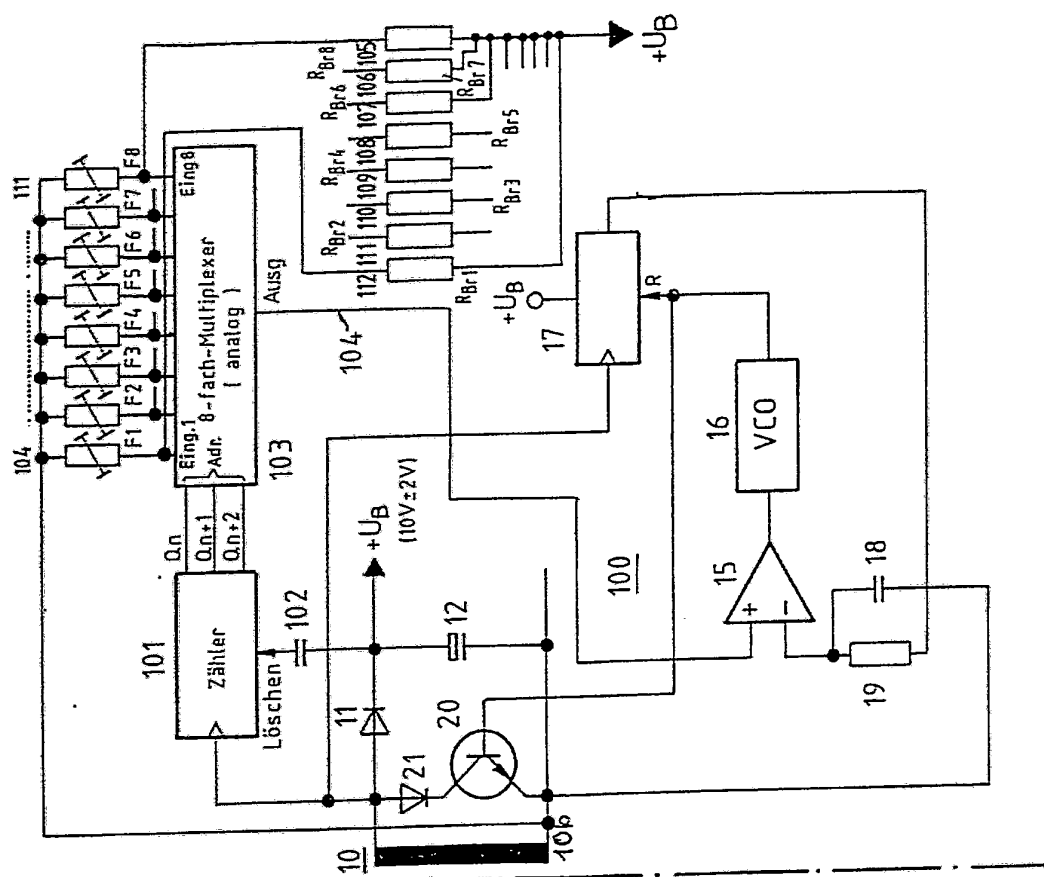 104 ............ 111
F1 F2 F3 F4 F5 F6 F7 F8
Eing.1
Eing.8
Adr.
8-fach-Multiplexer
( analog )
103
Ausg
104
Qn
Qn+1
Qn+2
101
Zähler
Löschen
102
+UB
(10V±2V)
11
12
10
21
20
10b
100
RBr8
RBr6
RBr4
RBr2
112 111 110 109 108 107 106 105
RBr7
RBr5
RBr3
RBr1
+UB
+UB
17
R
16
VCO
15
+
−
18
19